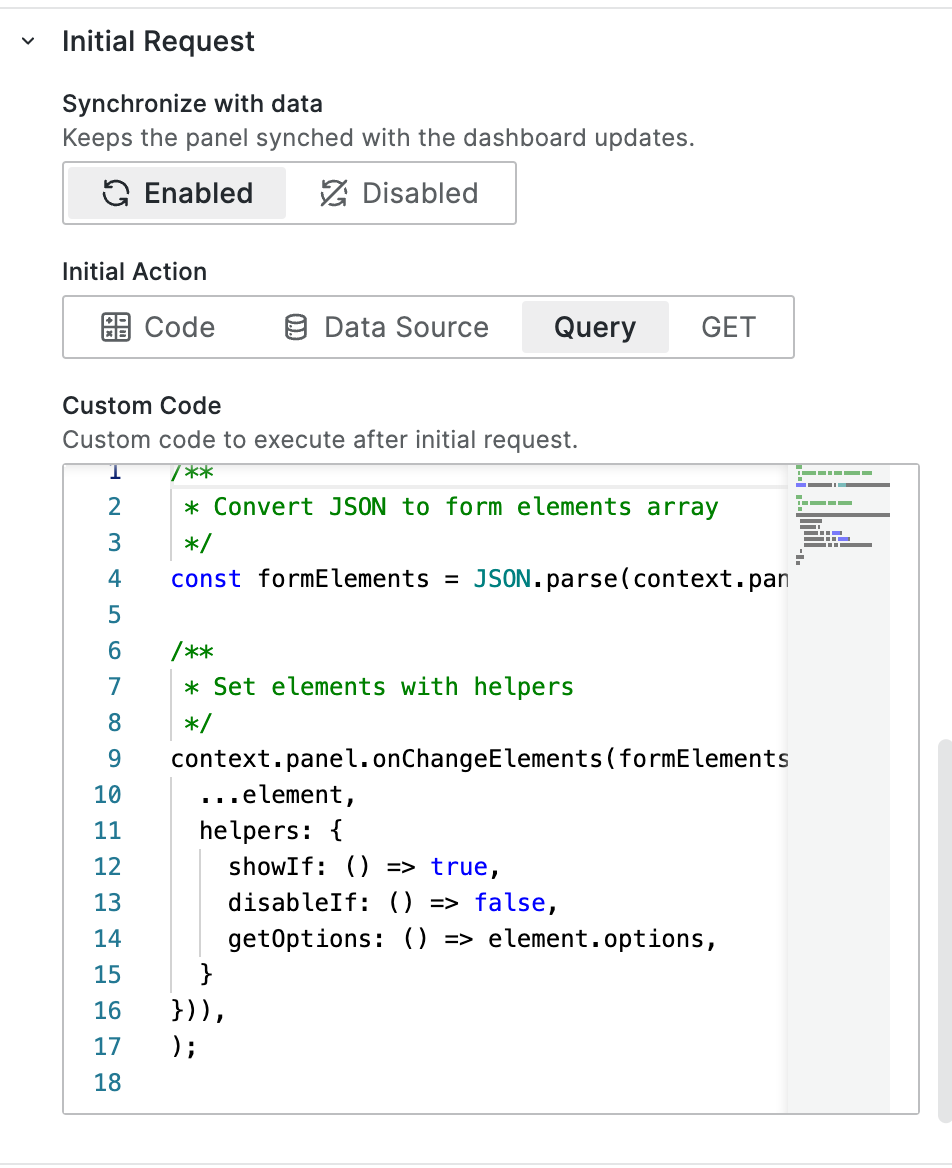 Initial Request
Synchronize with data
Keeps the panel synched with the dashboard updates.
Enabled Disabled
Initial Action
Code Data Source Query GET
Custom Code
Custom code to execute after initial request.
1 /**
2 * Convert JSON to form elements array
3 */
4 const formElements = JSON.parse(context.pan
5
6 /**
7 * Set elements with helpers
8 */
9 context.panel.onChangeElements(formElements
10 ...element,
11 helpers: {
12 showIf: () => true,
13 disableIf: () => false,
14 getOptions: () => element.options,
15 }
16 })),
17 );
18